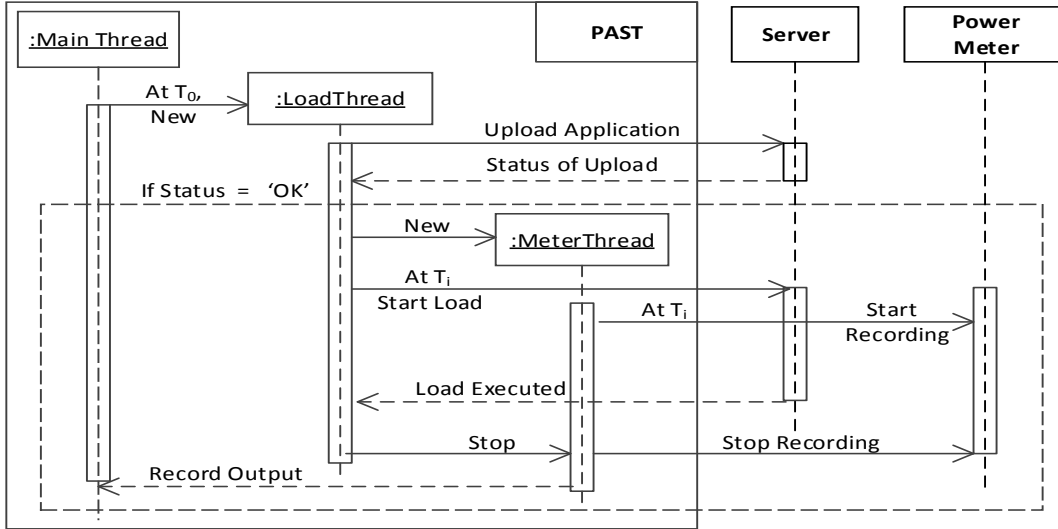 :Main Thread
PAST
Server
Power
Meter
At T₀,
New
:LoadThread
Upload Application
Status of Upload
If Status = ‘OK’
New
:MeterThread
At Tᵢ
Start Load
At Tᵢ
Start
Recording
Load Executed
Stop
Stop Recording
Record Output